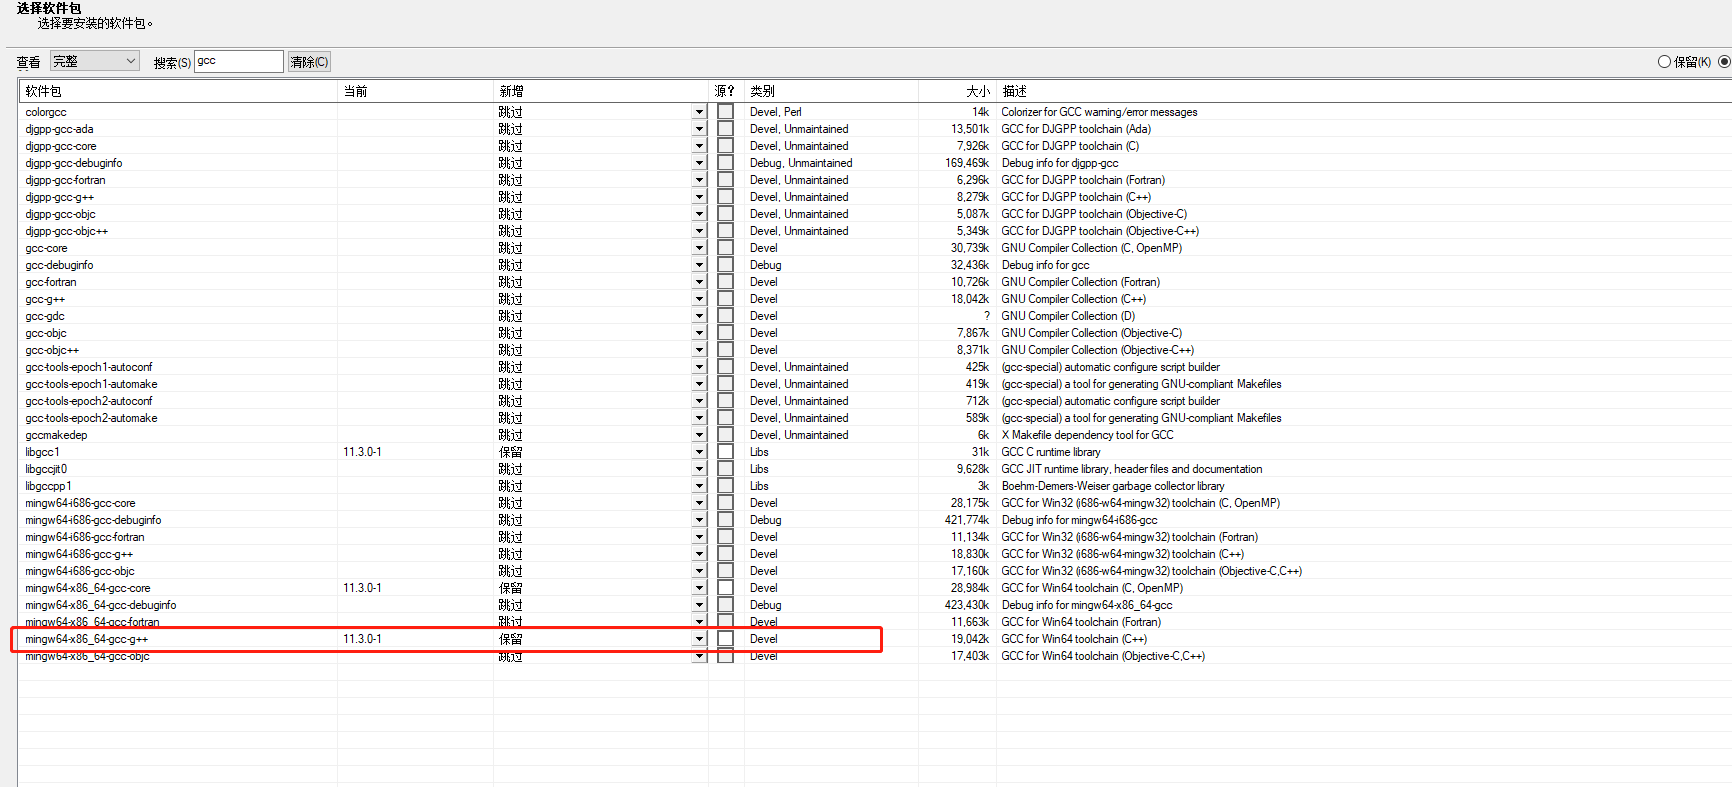 选择软件包
选择要安装的软件包。
查看 完整 搜索(S) gcc 清除(C) 保留(K)
软件包 当前 新增 源? 类别 大小 描述
colorgcc 跳过 Devel, Perl 14k Colorizer for GCC warning/error messages
djgpp-gcc-ada 跳过 Devel, Unmaintained 13,501k GCC for DJGPP toolchain (Ada)
djgpp-gcc-core 跳过 Devel, Unmaintained 7,926k GCC for DJGPP toolchain (C)
djgpp-gcc-debuginfo 跳过 Debug, Unmaintained 169,469k Debug info for djgpp-gcc
djgpp-gcc-fortran 跳过 Devel, Unmaintained 6,296k GCC for DJGPP toolchain (Fortran)
djgpp-gcc-g++ 跳过 Devel, Unmaintained 8,279k GCC for DJGPP toolchain (C++)
djgpp-gcc-objc 跳过 Devel, Unmaintained 5,087k GCC for DJGPP toolchain (Objective-C)
djgpp-gcc-objc++ 跳过 Devel, Unmaintained 5,349k GCC for DJGPP toolchain (Objective-C++)
gcc-core 跳过 Devel 30,739k GNU Compiler Collection (C, OpenMP)
gcc-debuginfo 跳过 Debug 32,436k Debug info for gcc
gcc-fortran 跳过 Devel 10,726k GNU Compiler Collection (Fortran)
gcc-g++ 跳过 Devel 18,042k GNU Compiler Collection (C++)
gcc-gdc 跳过 Devel ? GNU Compiler Collection (D)
gcc-objc 跳过 Devel 7,867k GNU Compiler Collection (Objective-C)
gcc-objc++ 跳过 Devel 8,371k GNU Compiler Collection (Objective-C++)
gcc-tools-epoch1-autoconf 跳过 Devel, Unmaintained 425k (gcc-special) automatic configure script builder
gcc-tools-epoch1-automake 跳过 Devel, Unmaintained 419k (gcc-special) a tool for generating GNU-compliant Makefiles
gcc-tools-epoch2-autoconf 跳过 Devel, Unmaintained 712k (gcc-special) automatic configure script builder
gcc-tools-epoch2-automake 跳过 Devel, Unmaintained 589k (gcc-special) a tool for generating GNU-compliant Makefiles
gccmakedep 跳过 Devel, Unmaintained 6k X Makefile dependency tool for GCC
libgcc1 11.3.0-1 保留 Libs 31k GCC C runtime library
libgccjit0 跳过 Libs 9,628k GCC JIT runtime library, header files and documentation
libgccpp1 跳过 Libs 3k Boehm-Demers-Weiser garbage collector library
mingw64-i686-gcc-core 跳过 Devel 28,175k GCC for Win32 (i686-w64-mingw32) toolchain (C, OpenMP)
mingw64-i686-gcc-debuginfo 跳过 Debug 421,774k Debug info for mingw64-i686-gcc
mingw64-i686-gcc-fortran 跳过 Devel 11,134k GCC for Win32 (i686-w64-mingw32) toolchain (Fortran)
mingw64-i686-gcc-g++ 跳过 Devel 18,830k GCC for Win32 (i686-w64-mingw32) toolchain (C++)
mingw64-i686-gcc-objc 跳过 Devel 17,160k GCC for Win32 (i686-w64-mingw32) toolchain (Objective-C,C++)
mingw64-x86_64-gcc-core 11.3.0-1 保留 Devel 28,984k GCC for Win64 toolchain (C, OpenMP)
mingw64-x86_64-gcc-debuginfo 跳过 Debug 423,430k Debug info for mingw64-x86_64-gcc
mingw64-x86_64-gcc-fortran 跳过 Devel 11,663k GCC for Win64 toolchain (Fortran)
mingw64-x86_64-gcc-g++ 11.3.0-1 保留 Devel 19,042k GCC for Win64 toolchain (C++)
mingw64-x86_64-gcc-objc 跳过 Devel 17,403k GCC for Win64 toolchain (Objective-C,C++)